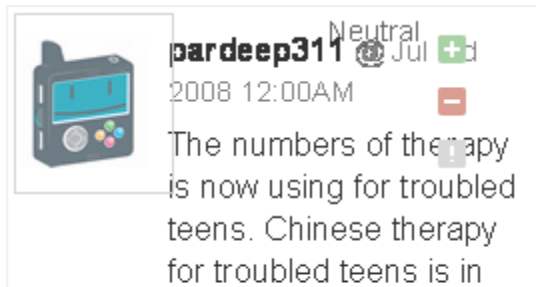 Neutral
pardeep311 @ Jul
2008 12:00AM
The numbers of therapy
is now using for troubled
teens. Chinese therapy
for troubled teens is in